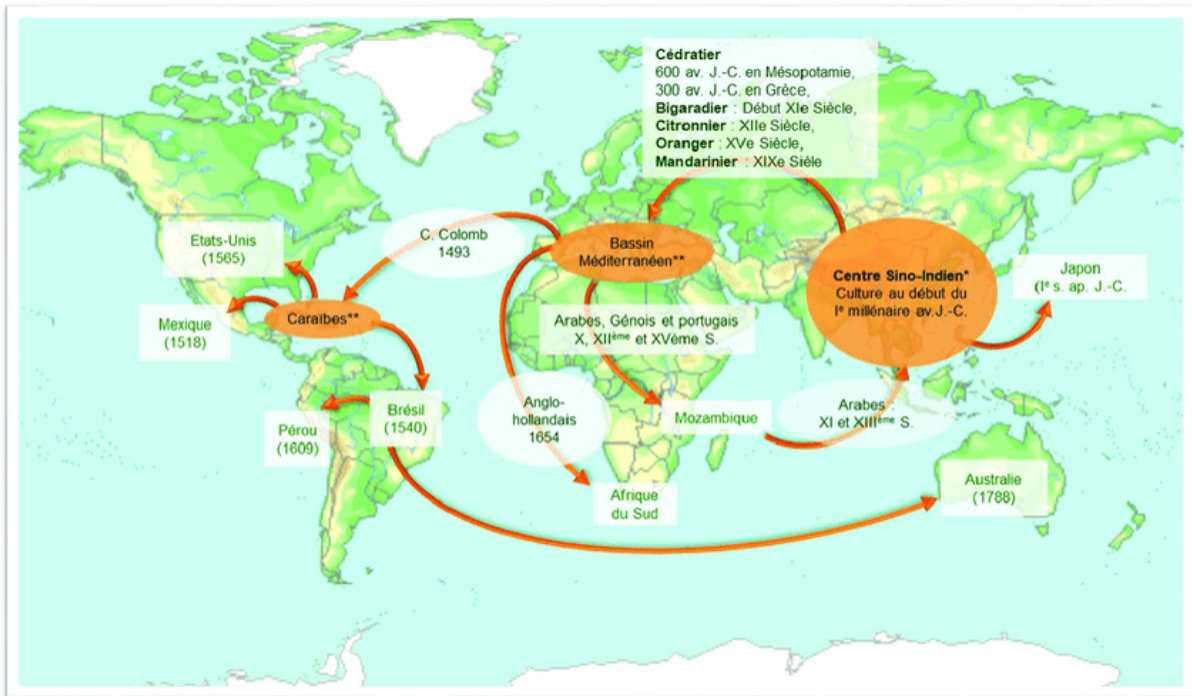 Cédratier
600 av. J.-C. en Mésopotamie,
300 av. J.-C. en Grèce,
Bigaradier : Début XIe Siècle,
Citronnier : XIIe Siècle,
Oranger : XVe Siècle,
Mandarinier : XIXe Sièle
C. Colomb
1493
Etats-Unis
(1565)
Bassin
Méditerranéen**
Centre Sino-Indien*
Culture au début du
Iᵉ millénaire av.J.-C.
Japon
(Iᵉ s. ap. J.-C.
Caraïbes**
Mexique
(1518)
Arabes, Génois et portugais
X, XIIᵉᵐᵉ et XVème S.
Anglo-
hollandais
1654
Mozambique
Arabes :
XI et XIIIᵉᵐᵉ S.
Brésil
(1540)
Pérou
(1609)
Afrique
du Sud
Australie
(1788)